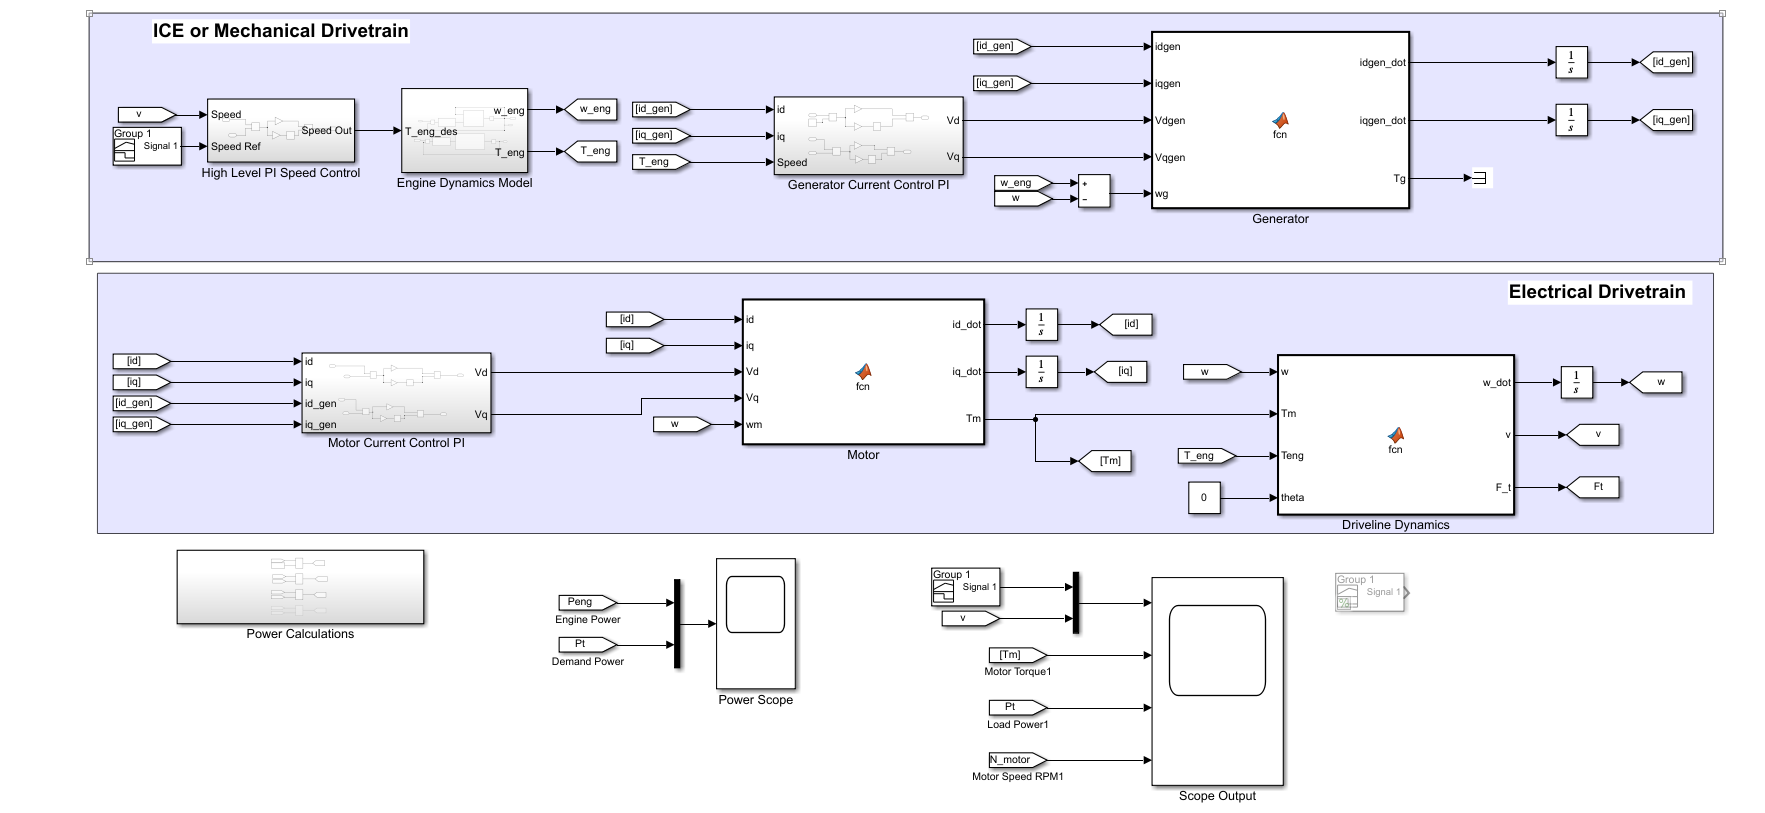 ICE or Mechanical Drivetrain
v
Group 1
Signal 1
Speed
Speed Ref
Speed Out
High Level PI Speed Control
T_eng_des
w_eng
T_eng
Engine Dynamics Model
w_eng
T_eng
[id_gen]
[iq_gen]
T_eng
id
iq
Speed
Vd
Vq
Generator Current Control PI
[id_gen]
[iq_gen]
w_eng
w
+
−
idgen
iqgen
Vdgen
Vqgen
wg
fcn
idgen_dot
iqgen_dot
Tg
Generator
1
s
[id_gen]
1
s
[iq_gen]
Electrical Drivetrain
[id]
[iq]
[id_gen]
[iq_gen]
id
iq
id_gen
iq_gen
Vd
Vq
Motor Current Control PI
[id]
[iq]
w
id
iq
Vd
Vq
wm
fcn
id_dot
iq_dot
Tm
Motor
1
s
[id]
1
s
[iq]
[Tm]
w
T_eng
0
w
Tm
Teng
theta
fcn
w_dot
v
F_t
Driveline Dynamics
1
s
w
v
Ft
Power Calculations
Peng
Engine Power
Pt
Demand Power
Power Scope
Group 1
Signal 1
v
[Tm]
Motor Torque1
Pt
Load Power1
N_motor
Motor Speed RPM1
Scope Output
Group 1
Signal 1